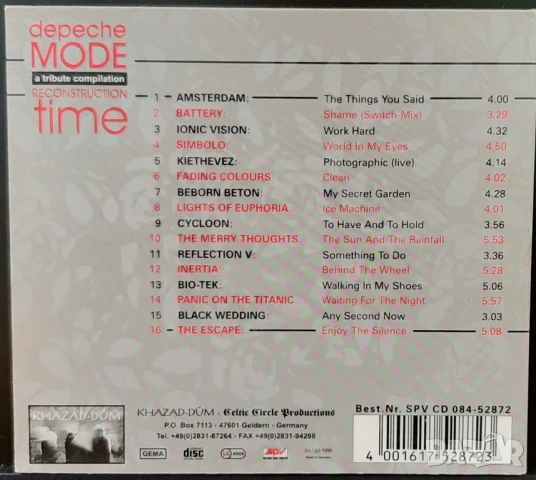 depeche
MODE
a tribute compilation
RECONSTRUCTION
time
1 - AMSTERDAM: The Things You Said 4.00
2 BATTERY: Shame (Switch-Mix) 3.29
3 IONIC VISION: Work Hard 4.32
4 SIMBOLO: World In My Eyes 4.50
5 KIETHEVEZ: Photographic (live) 4.14
6 FADING COLOURS Clean 4.02
7 BEBORN BETON: My Secret Garden 4.28
8 LIGHTS OF EUPHORIA: Ice Machine 4.01
9 CYCLOON: To Have And To Hold 3.56
10 THE MERRY THOUGHTS: The Sun And The Rainfall 5.53
11 REFLECTION V: Something To Do 3.36
12 INERTIA: Behind The Wheel 5.28
13 BIO-TEK: Walking In My Shoes 5.06
14 PANIC ON THE TITANIC: Waiting For The Night 5.57
15 BLACK WEDDING: Any Second Now 3.03
16 - THE ESCAPE: Enjoy The Silence 5:08
KHAZAD-DÛM
KHAZAD-DÛM - Celtic Circle Productions
P.O. Box 7113 - 47601 Geldern - Germany
Tel. +49(0)2831-87264 - FAX +49(0)2831-94299
GEMA disc LC spv
Made in Germany
Best.Nr. SPV CD 084-52872
4 001617 528723